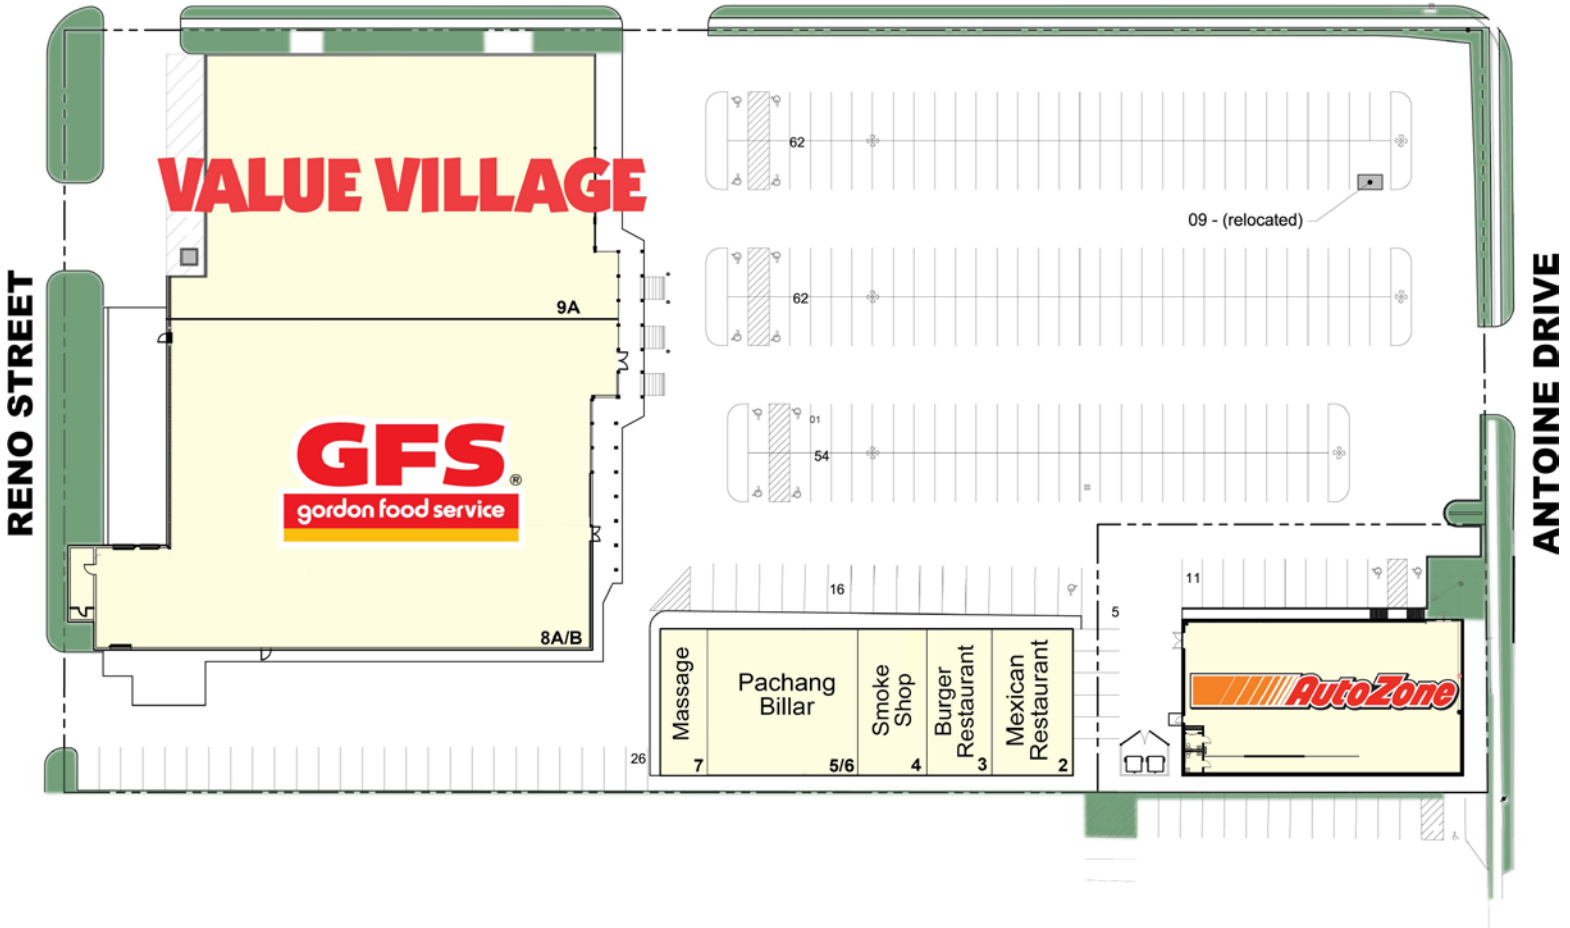 62
09 - (relocated)
VALUE VILLAGE
9A
62
RENO STREET
ANTOINE DRIVE
GFS
®
gordon food service
01
54
8A/B
16
11
5
Massage
7
Pachang
Billar
5/6
Smoke
Shop
4
Burger
Restaurant
3
Mexican
Restaurant
2
AutoZone
26